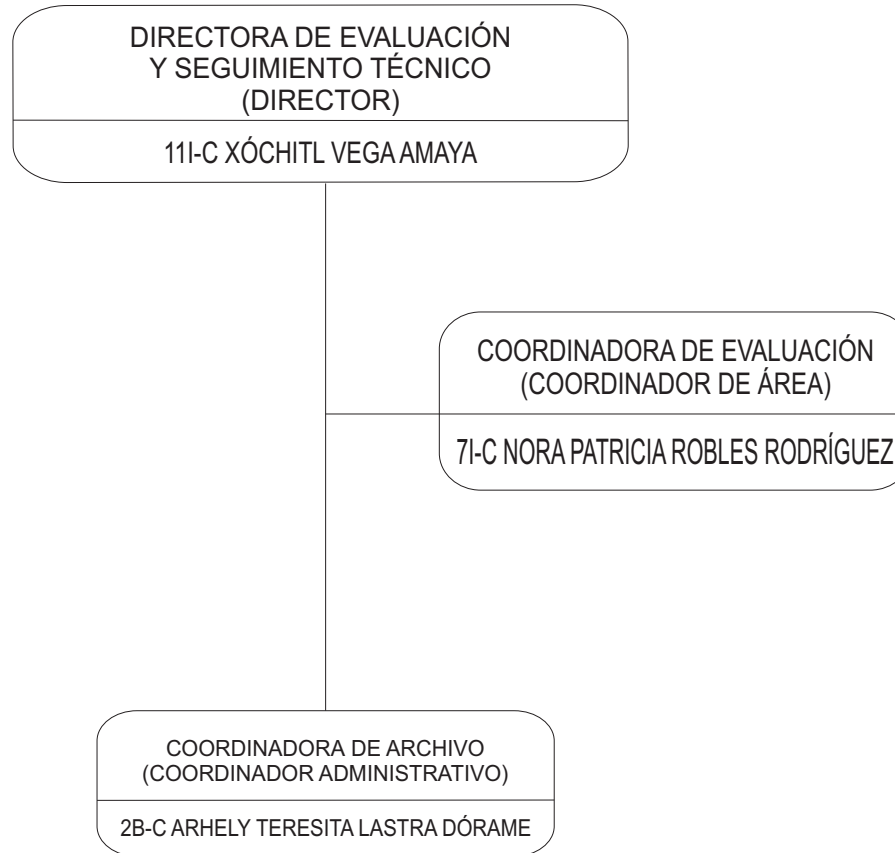 DIRECTORA DE EVALUACIÓN
Y SEGUIMIENTO TÉCNICO
(DIRECTOR)
11I-C XÓCHITL VEGA AMAYA
COORDINADORA DE EVALUACIÓN
(COORDINADOR DE ÁREA)
7I-C NORA PATRICIA ROBLES RODRÍGUEZ
COORDINADORA DE ARCHIVO
(COORDINADOR ADMINISTRATIVO)
2B-C ARHELY TERESITA LASTRA DÓRAME